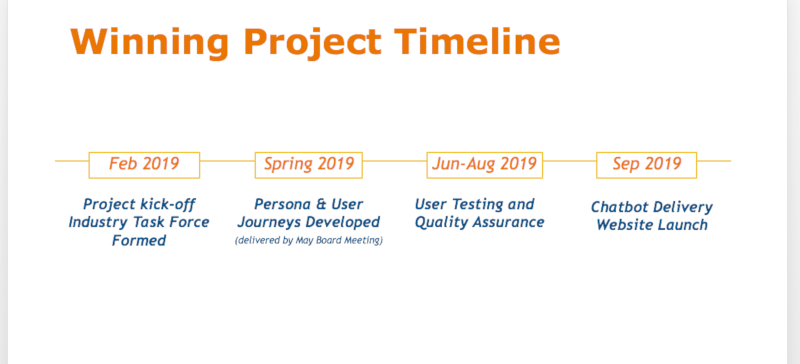 Winning Project Timeline
Feb 2019
Spring 2019
Jun-Aug 2019
Sep 2019
Project kick-off
Industry Task Force
Formed
Persona & User
Journeys Developed
(delivered by May Board Meeting)
User Testing and
Quality Assurance
Chatbot Delivery
Website Launch